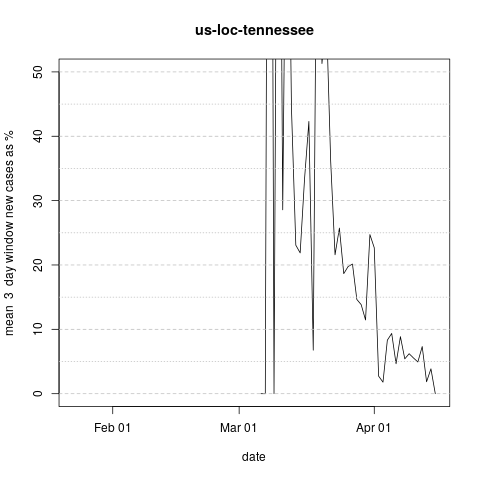 us-loc-tennessee
mean  3  day window new cases as %
50
40
30
20
10
0
Feb 01
Mar 01
Apr 01
date